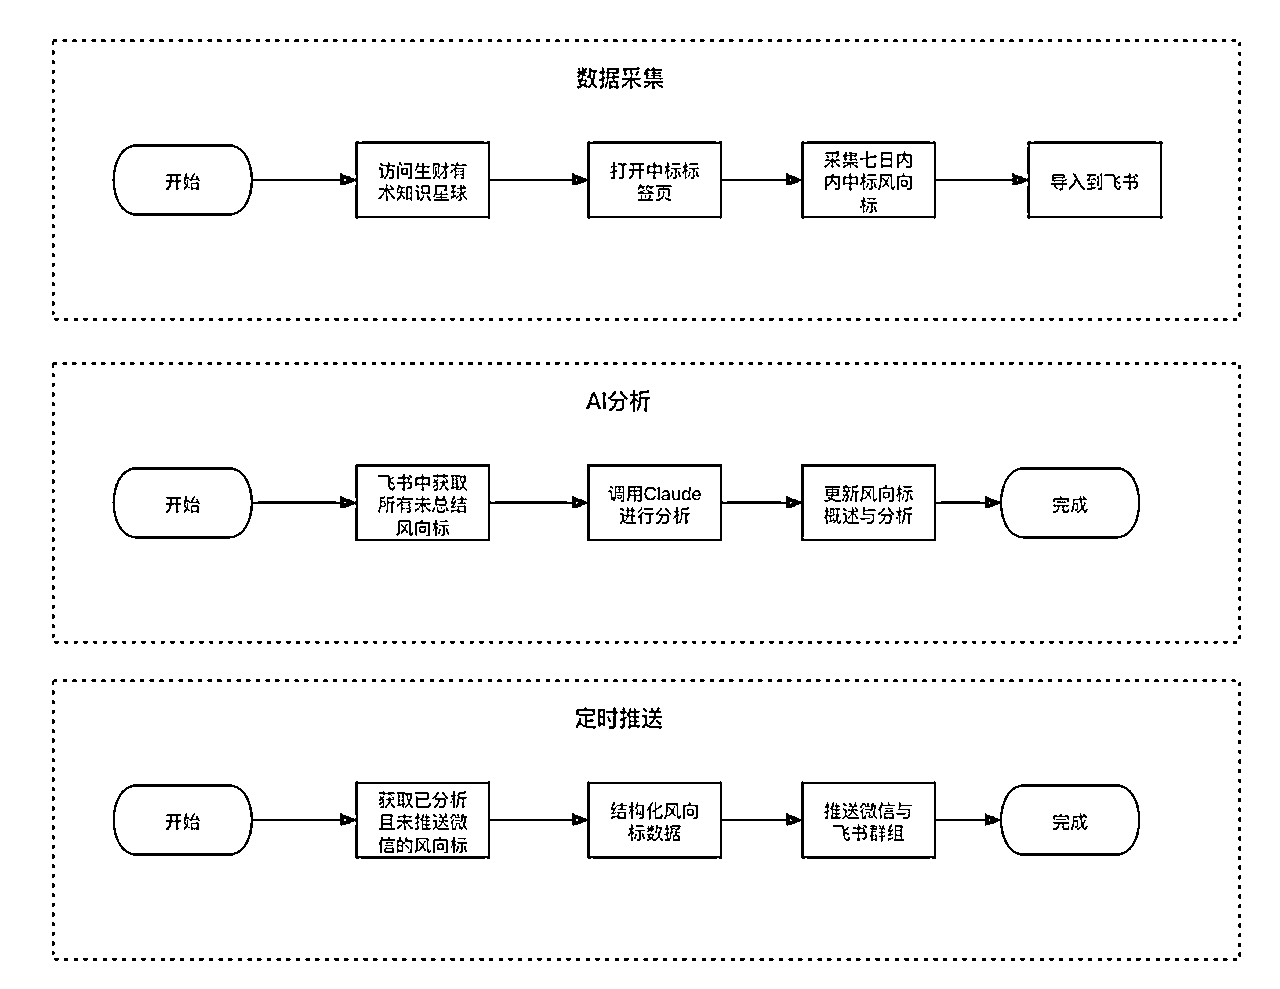 数据采集
开始
访问生财有
术知识星球
打开中标标
签页
采集七日内
内中标风向
标
导入到飞书
AI分析
开始
飞书中获取
所有未总结
风向标
调用Claude
进行分析
更新风向标
概述与分析
完成
定时推送
开始
获取已分析
且未推送微
信的风向标
结构化风向
标数据
推送微信与
飞书群组
完成